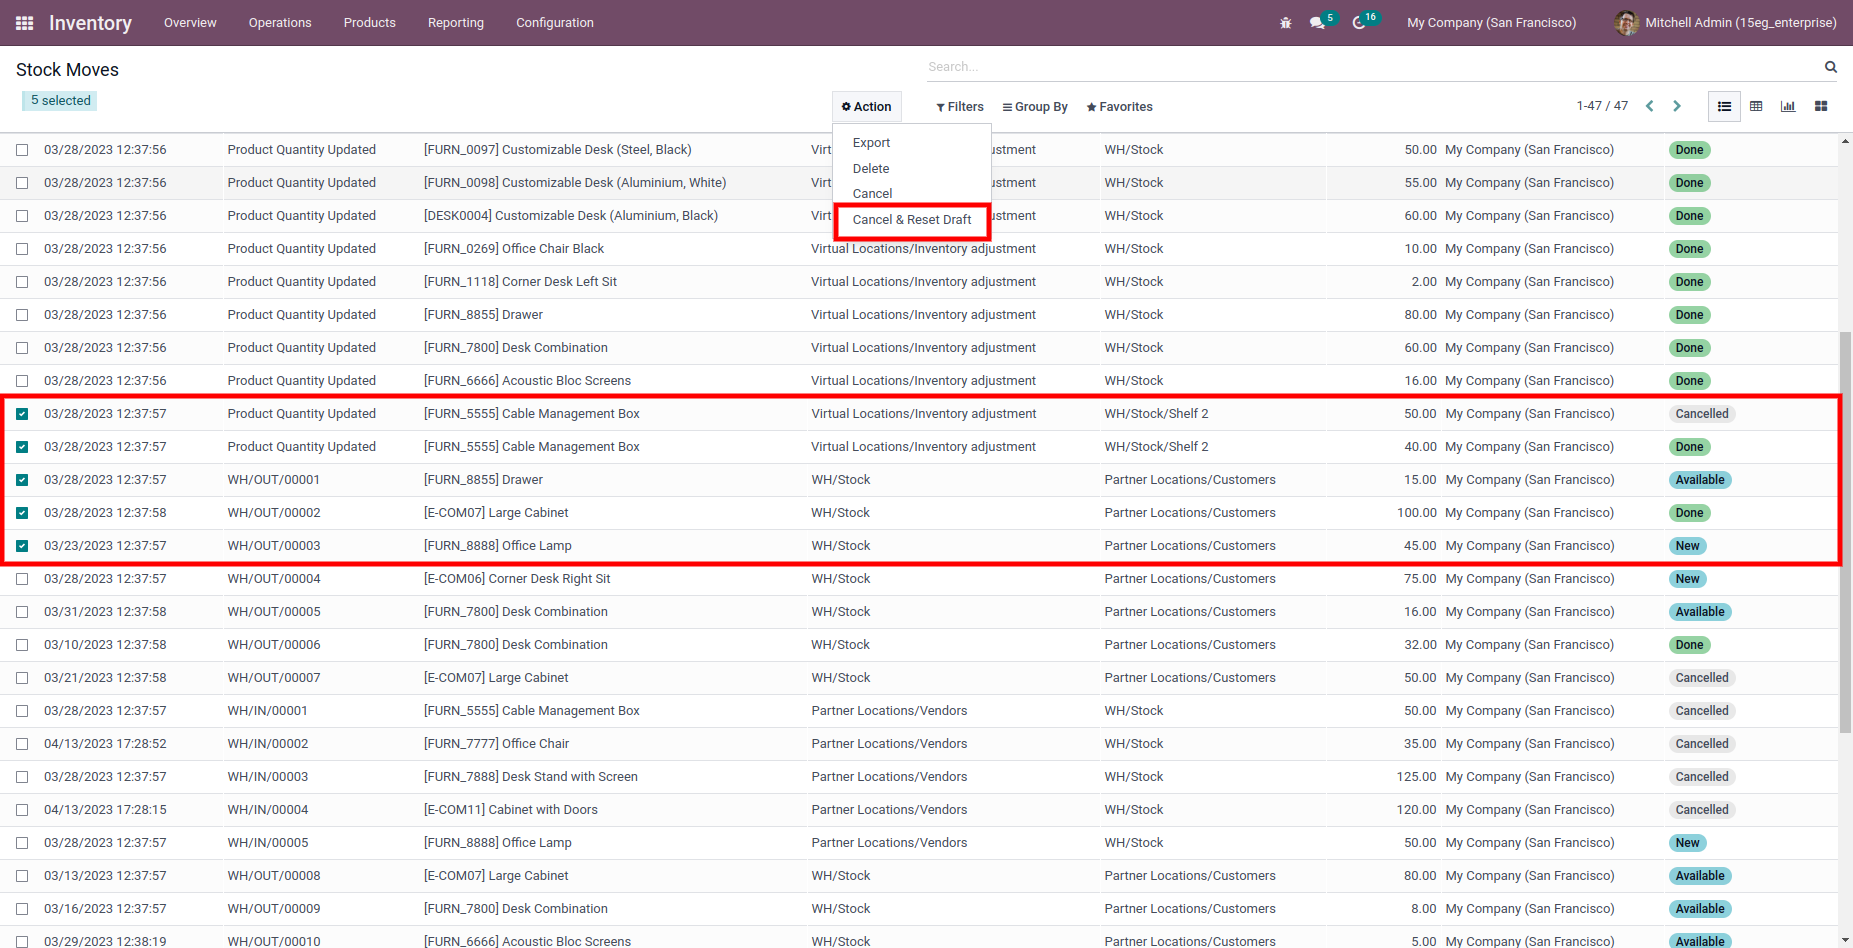 Inventory Overview Operations Products Reporting Configuration 5 16 My Company (San Francisco) Mitchell Admin (15eg_enterprise)
Stock Moves Search...
5 selected Action Filters Group By Favorites 1-47 / 47
Export
Delete
Cancel
Cancel & Reset Draft
03/28/2023 12:37:56 Product Quantity Updated [FURN_0097] Customizable Desk (Steel, Black) Virt stment WH/Stock 50.00 My Company (San Francisco) Done
03/28/2023 12:37:56 Product Quantity Updated [FURN_0098] Customizable Desk (Aluminium, White) Virt stment WH/Stock 55.00 My Company (San Francisco) Done
03/28/2023 12:37:56 Product Quantity Updated [DESK0004] Customizable Desk (Aluminium, Black) Virt stment WH/Stock 60.00 My Company (San Francisco) Done
03/28/2023 12:37:56 Product Quantity Updated [FURN_0269] Office Chair Black Virtual Locations/Inventory adjustment WH/Stock 10.00 My Company (San Francisco) Done
03/28/2023 12:37:56 Product Quantity Updated [FURN_1118] Corner Desk Left Sit Virtual Locations/Inventory adjustment WH/Stock 2.00 My Company (San Francisco) Done
03/28/2023 12:37:56 Product Quantity Updated [FURN_8855] Drawer Virtual Locations/Inventory adjustment WH/Stock 80.00 My Company (San Francisco) Done
03/28/2023 12:37:56 Product Quantity Updated [FURN_7800] Desk Combination Virtual Locations/Inventory adjustment WH/Stock 60.00 My Company (San Francisco) Done
03/28/2023 12:37:56 Product Quantity Updated [FURN_6666] Acoustic Bloc Screens Virtual Locations/Inventory adjustment WH/Stock 16.00 My Company (San Francisco) Done
03/28/2023 12:37:57 Product Quantity Updated [FURN_5555] Cable Management Box Virtual Locations/Inventory adjustment WH/Stock/Shelf 2 50.00 My Company (San Francisco) Cancelled
03/28/2023 12:37:57 Product Quantity Updated [FURN_5555] Cable Management Box Virtual Locations/Inventory adjustment WH/Stock/Shelf 2 40.00 My Company (San Francisco) Done
03/28/2023 12:37:57 WH/OUT/00001 [FURN_8855] Drawer WH/Stock Partner Locations/Customers 15.00 My Company (San Francisco) Available
03/28/2023 12:37:58 WH/OUT/00002 [E-COM07] Large Cabinet WH/Stock Partner Locations/Customers 100.00 My Company (San Francisco) Done
03/23/2023 12:37:57 WH/OUT/00003 [FURN_8888] Office Lamp WH/Stock Partner Locations/Customers 45.00 My Company (San Francisco) New
03/28/2023 12:37:57 WH/OUT/00004 [E-COM06] Corner Desk Right Sit WH/Stock Partner Locations/Customers 75.00 My Company (San Francisco) New
03/31/2023 12:37:58 WH/OUT/00005 [FURN_7800] Desk Combination WH/Stock Partner Locations/Customers 16.00 My Company (San Francisco) Available
03/10/2023 12:37:58 WH/OUT/00006 [FURN_7800] Desk Combination WH/Stock Partner Locations/Customers 32.00 My Company (San Francisco) Done
03/21/2023 12:37:58 WH/OUT/00007 [E-COM07] Large Cabinet WH/Stock Partner Locations/Customers 50.00 My Company (San Francisco) Cancelled
03/28/2023 12:37:57 WH/IN/00001 [FURN_5555] Cable Management Box Partner Locations/Vendors WH/Stock 50.00 My Company (San Francisco) Cancelled
04/13/2023 17:28:52 WH/IN/00002 [FURN_7777] Office Chair Partner Locations/Vendors WH/Stock 35.00 My Company (San Francisco) Cancelled
03/28/2023 12:37:57 WH/IN/00003 [FURN_7888] Desk Stand with Screen Partner Locations/Vendors WH/Stock 125.00 My Company (San Francisco) Cancelled
04/13/2023 17:28:15 WH/IN/00004 [E-COM11] Cabinet with Doors Partner Locations/Vendors WH/Stock 120.00 My Company (San Francisco) Cancelled
03/28/2023 12:37:57 WH/IN/00005 [FURN_8888] Office Lamp Partner Locations/Vendors WH/Stock 50.00 My Company (San Francisco) New
03/13/2023 12:37:57 WH/OUT/00008 [E-COM07] Large Cabinet WH/Stock Partner Locations/Customers 80.00 My Company (San Francisco) Available
03/16/2023 12:37:57 WH/OUT/00009 [FURN_7800] Desk Combination WH/Stock Partner Locations/Customers 8.00 My Company (San Francisco) Available
03/29/2023 12:38:19 WH/OUT/00010 [FURN_6666] Acoustic Bloc Screens WH/Stock Partner Locations/Customers 5.00 My Company (San Francisco) Available